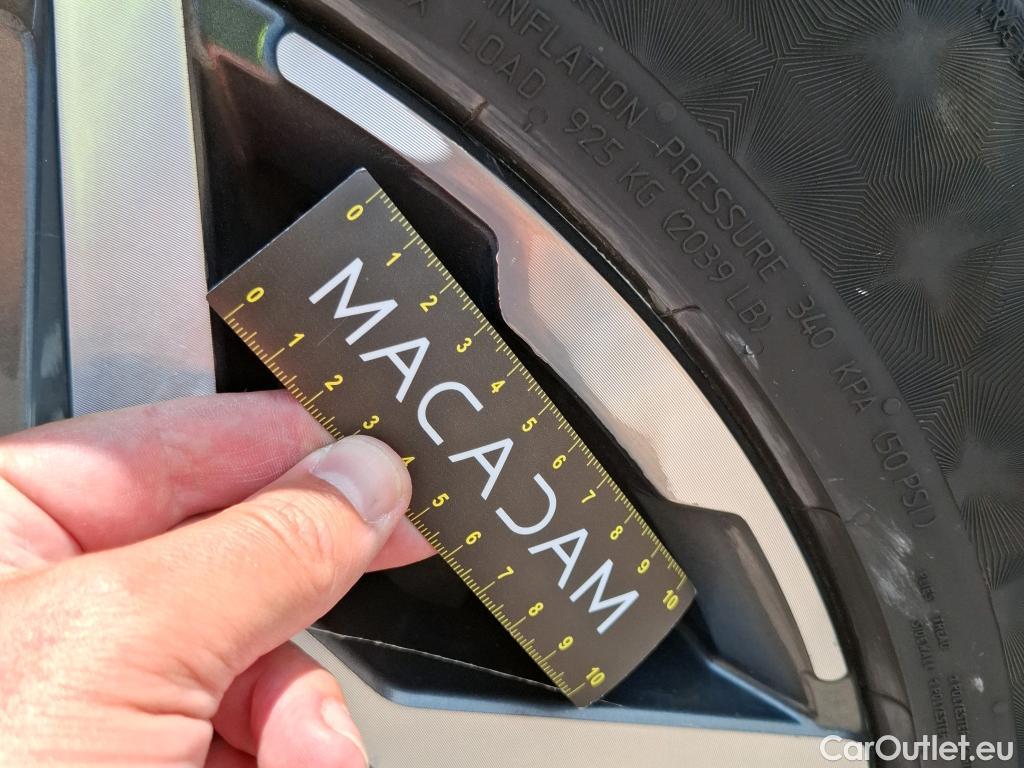 INFLATION PRESSURE 340 KPA (50 PSI)
LOAD 925 KG (2039 LB)
0 1 2 3 4 5 6 7 8 9 10
MACADAM
0 1 2 3 4 5 6 7 8 9 10
CarOutlet.eu